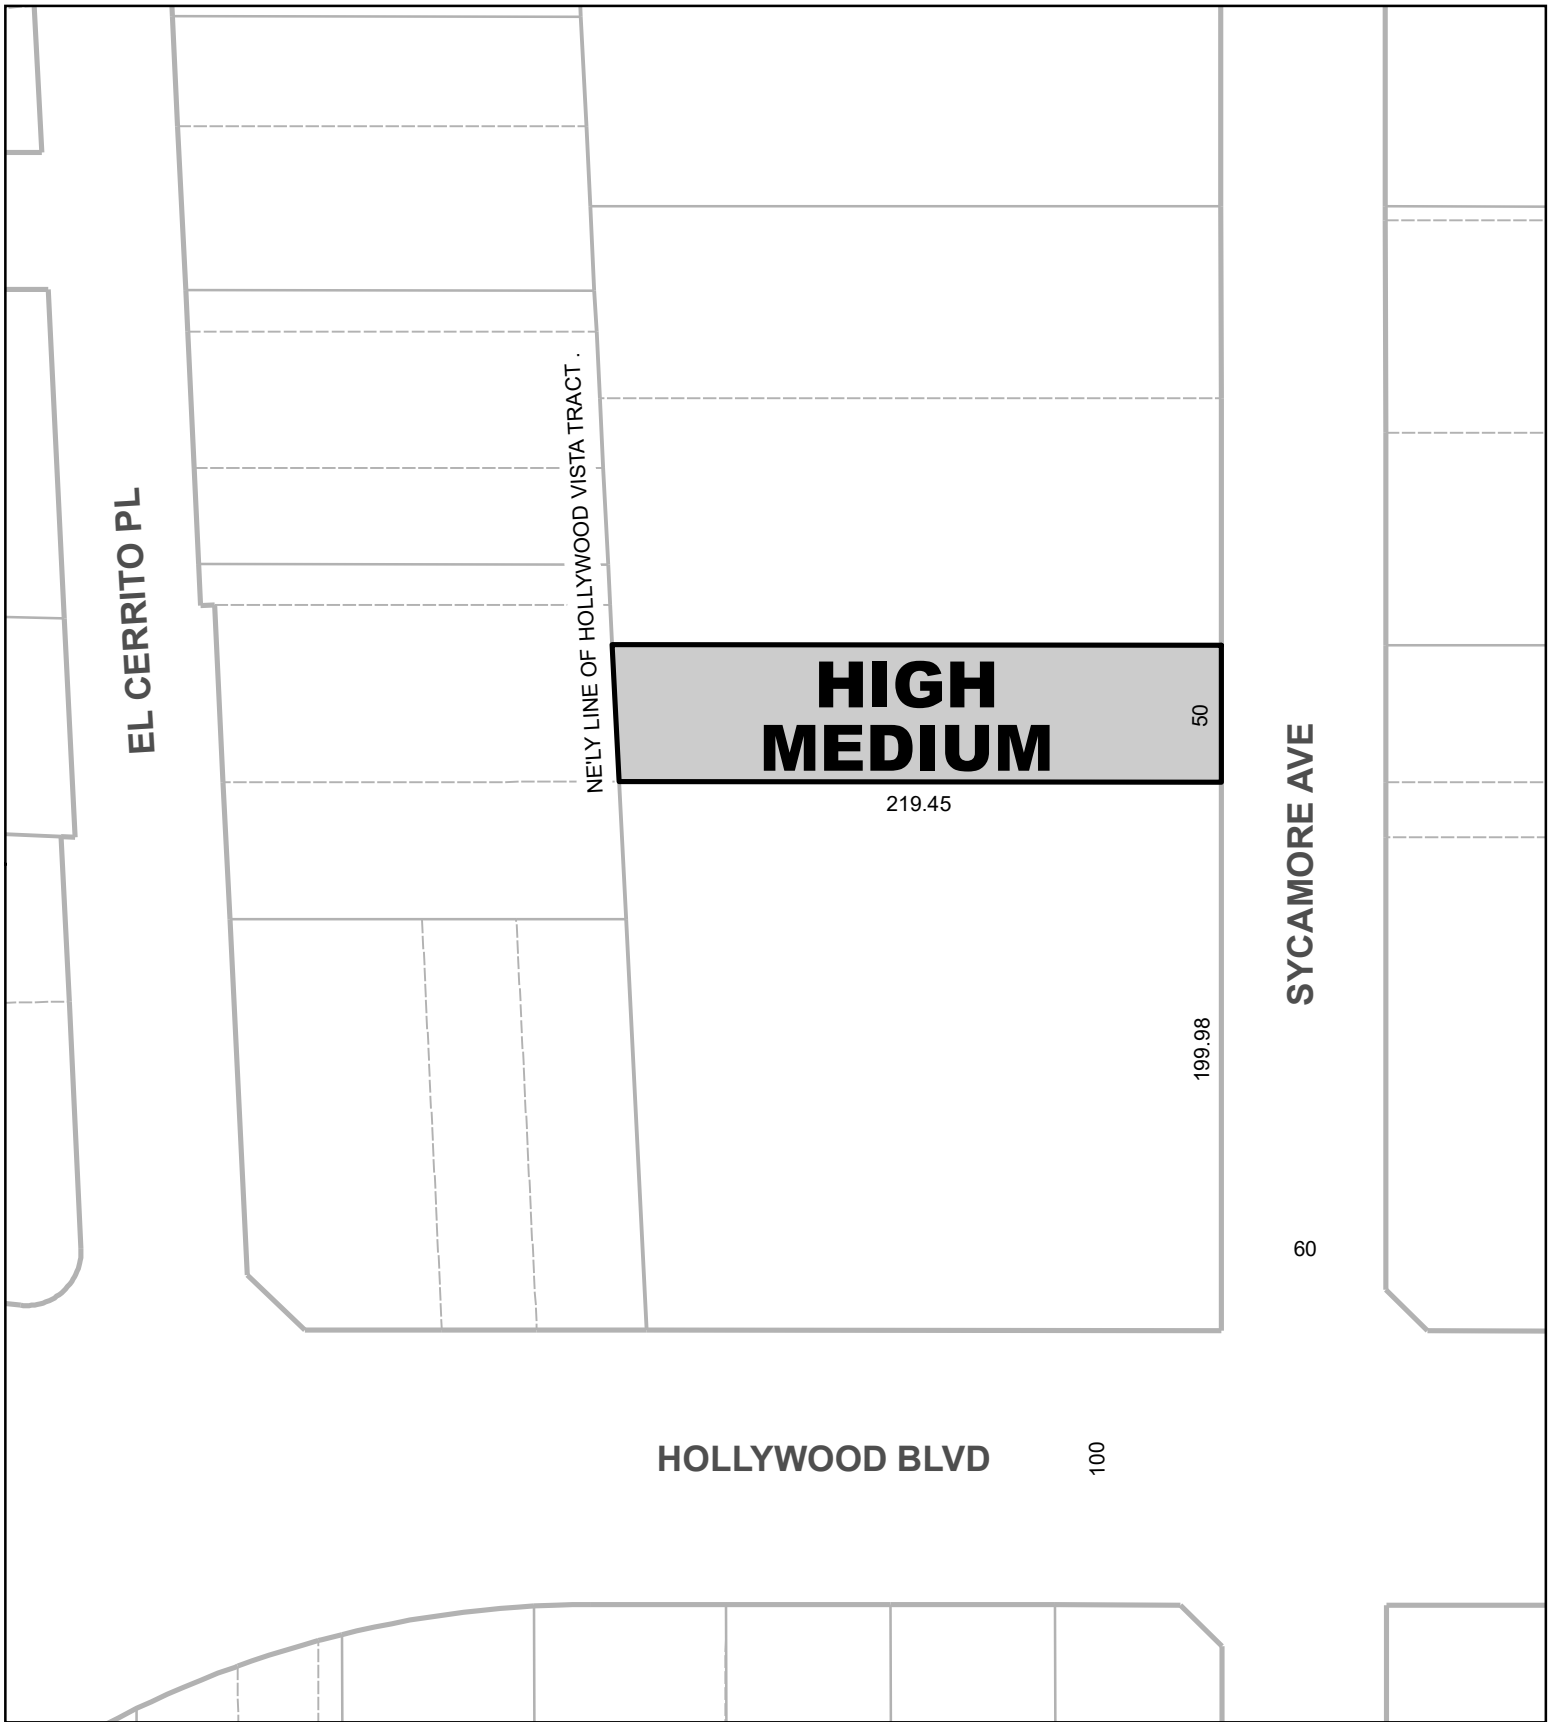 EL CERRITO PL
NE'LY LINE OF HOLLYWOOD VISTA TRACT .
HIGH
MEDIUM
50
219.45
SYCAMORE AVE
199.98
60
HOLLYWOOD BLVD
100